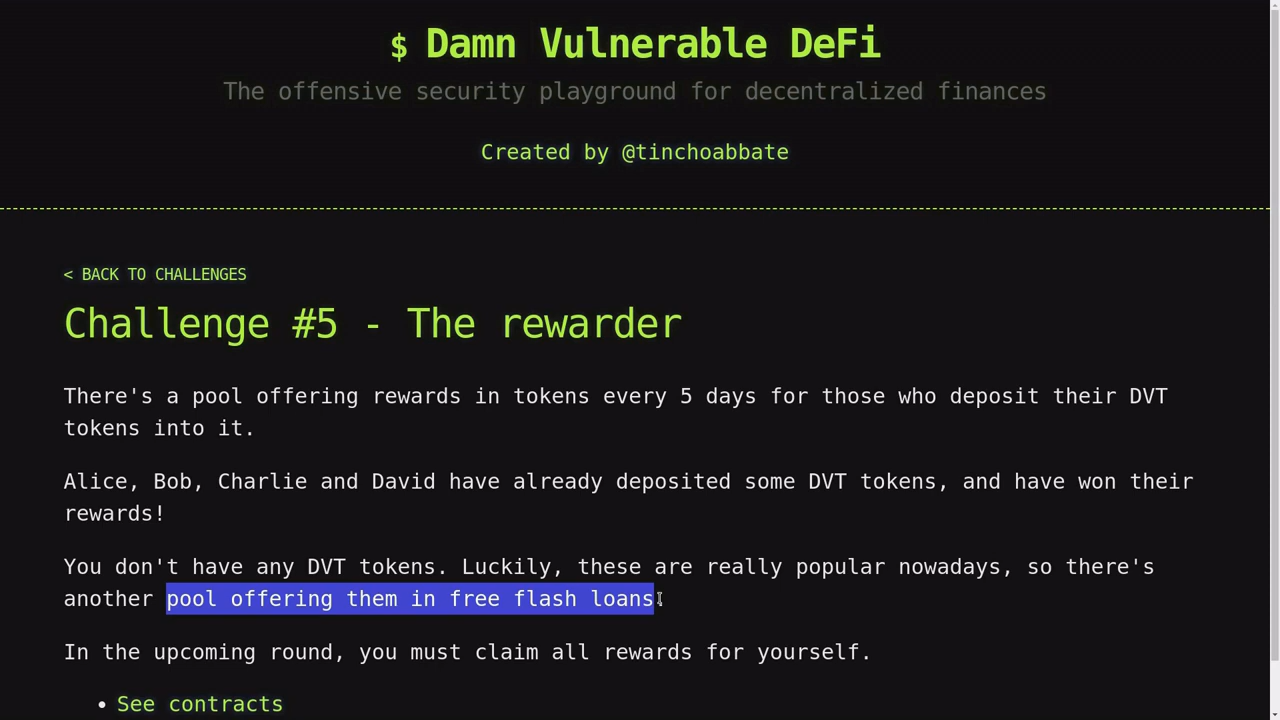 $ Damn Vulnerable DeFi
The offensive security playground for decentralized finances
Created by @tinchoabbate
< BACK TO CHALLENGES
Challenge #5 - The rewarder
There's a pool offering rewards in tokens every 5 days for those who deposit their DVT
tokens into it.
Alice, Bob, Charlie and David have already deposited some DVT tokens, and have won their
rewards!
You don't have any DVT tokens. Luckily, these are really popular nowadays, so there's
another pool offering them in free flash loans.
In the upcoming round, you must claim all rewards for yourself.
• See contracts